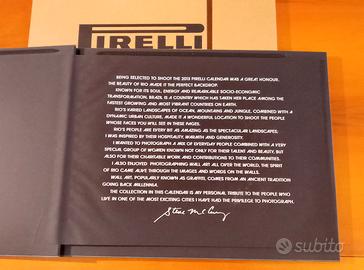 PIRELLI
BEING SELECTED TO SHOOT THE 2013 PIRELLI CALENDAR WAS A GREAT HONOUR.
THE BEAUTY OF RIO MADE IT THE PERFECT BACKDROP.
KNOWN FOR ITS SOUL, ENERGY AND REMARKABLE SOCIO-ECONOMIC
TRANSFORMATION, BRAZIL IS A COUNTRY WHICH HAS TAKEN HER PLACE AMONG THE
FASTEST GROWING AND MOST VIBRANT COUNTRIES ON EARTH.
RIO'S VARIED LANDSCAPES OF OCEAN, MOUNTAINS AND JUNGLE, COMBINED WITH A
DYNAMIC URBAN CULTURE, MADE IT A WONDERFUL LOCATION TO SHOOT THE PEOPLE
WHOSE FACES YOU WILL SEE IN THESE PAGES.
RIO'S PEOPLE ARE EVERY BIT AS AMAZING AS THE SPECTACULAR LANDSCAPES;
I WAS INSPIRED BY THEIR HOSPITALITY, WARMTH AND GENEROSITY.
I WANTED TO PHOTOGRAPH A MIX OF EVERYDAY PEOPLE COMBINED WITH A VERY
SPECIAL GROUP OF WOMEN KNOWN NOT ONLY FOR THEIR TALENT AND BEAUTY, BUT
ALSO FOR THEIR CHARITABLE WORK AND CONTRIBUTIONS TO THEIR COMMUNITIES.
I ALSO ENJOYED PHOTOGRAPHING WALL ART ALL OVER THE WORLD. THE SPIRIT
OF RIO CAME ALIVE THROUGH THE IMAGES AND WORDS ON THE WALLS.
WALL ART, POPULARLY KNOWN AS GRAFFITI, COMES FROM AN ANCIENT TRADITION
GOING BACK MILLENNIA.
THE COLLECTION IN THIS CALENDAR IS MY PERSONAL TRIBUTE TO THE PEOPLE WHO
LIVE IN ONE OF THE MOST EXCITING CITIES I HAVE HAD THE PRIVILEGE TO PHOTOGRAPH.
Steve McCurry
subito